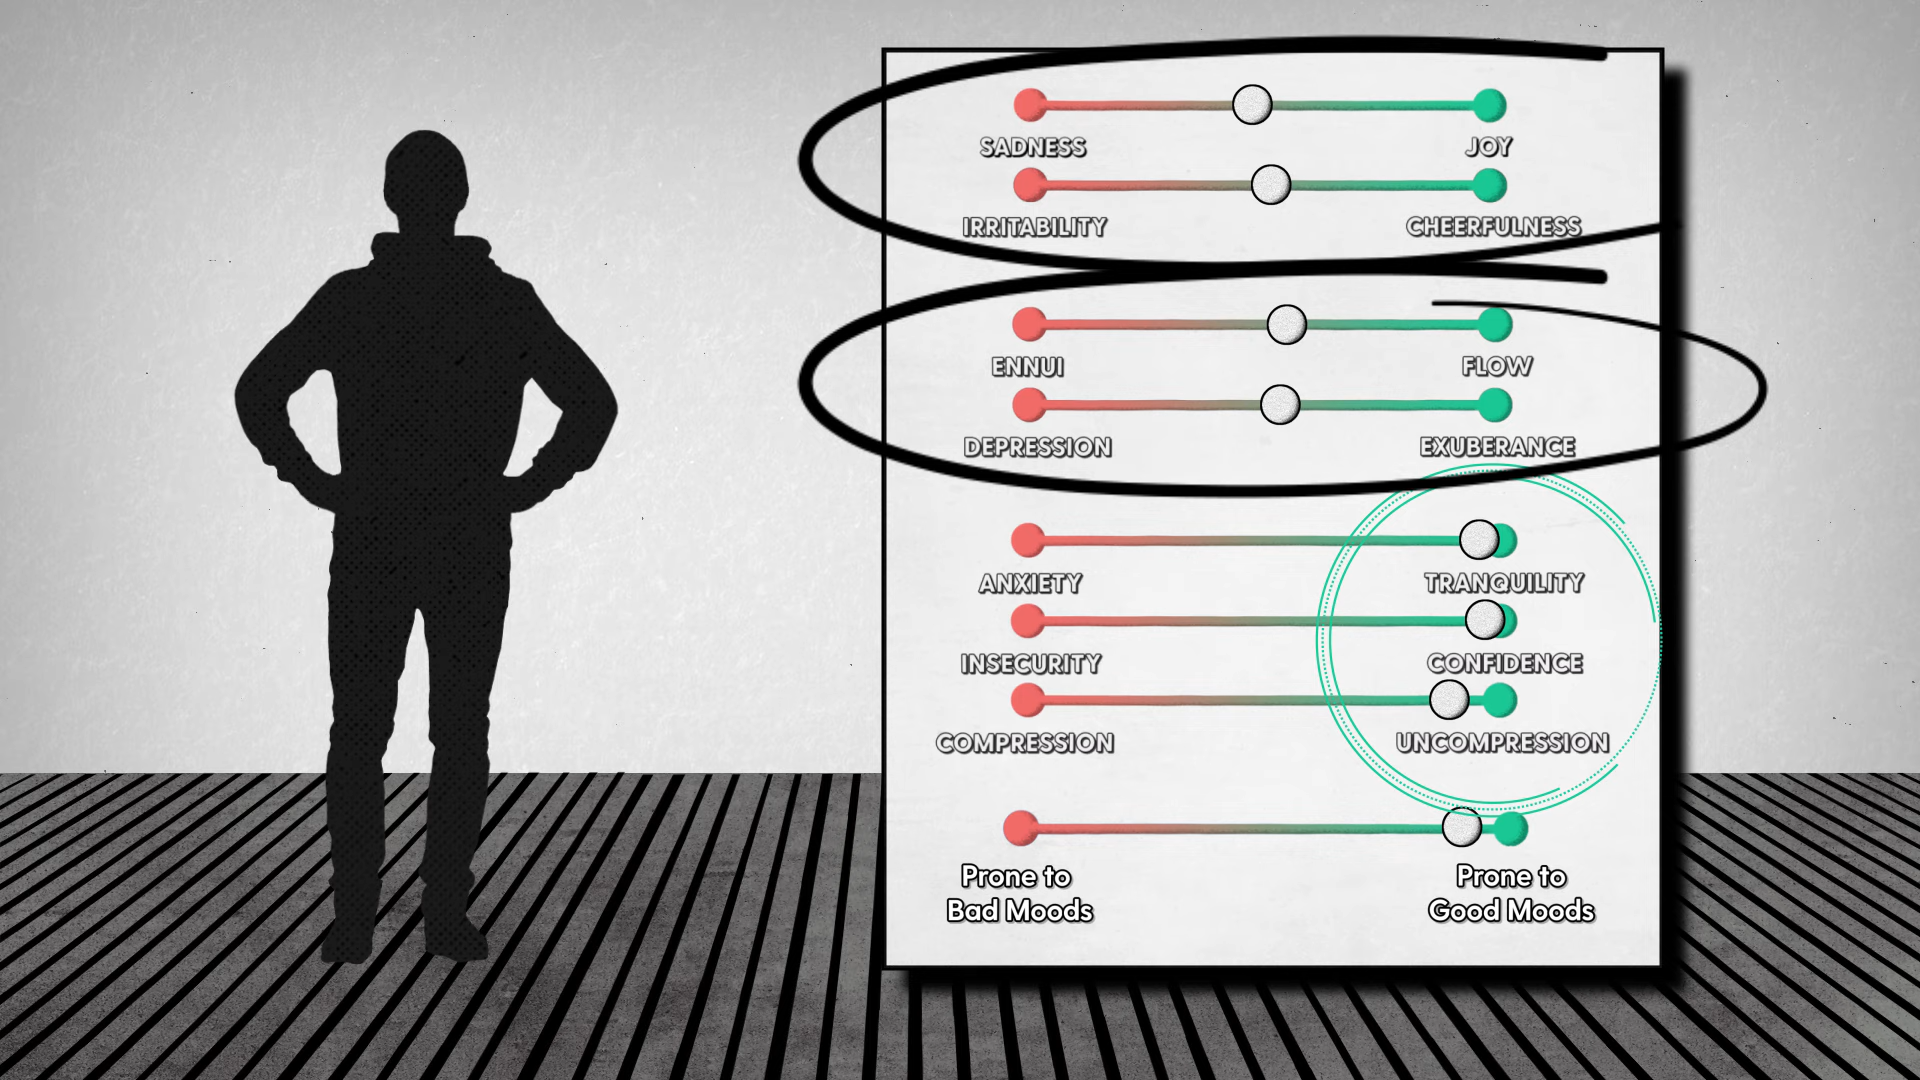 SADNESS JOY
IRRITABILITY CHEERFULNESS
ENNUI FLOW
DEPRESSION EXUBERANCE
ANXIETY TRANQUILITY
INSECURITY CONFIDENCE
COMPRESSION UNCOMPRESSION
Prone to
Bad Moods
Prone to
Good Moods